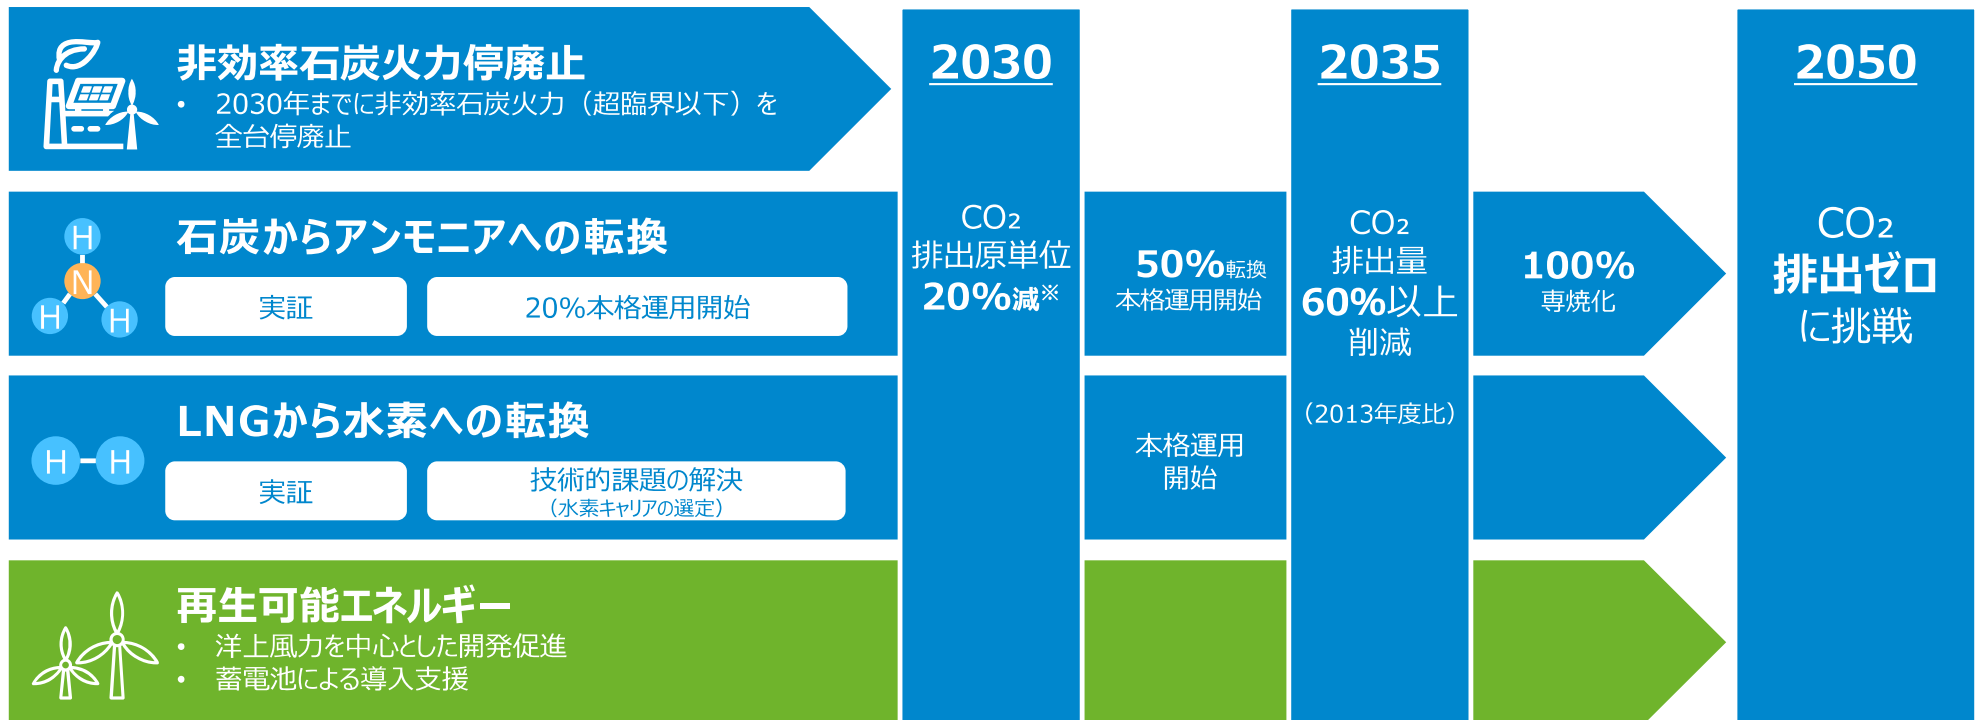 非効率石炭火力停廃止
• 2030年までに非効率石炭火力（超臨界以下）を
全台停廃止
石炭からアンモニアへの転換
H
N
H
H
実証
20%本格運用開始
LNGから水素への転換
H
H
実証
技術的課題の解決
（水素キャリアの選定）
再生可能エネルギー
• 洋上風力を中心とした開発促進
• 蓄電池による導入支援
2030
CO₂
排出原単位
20%減※
50%転換
本格運用開始
本格運用
開始
2035
CO₂
排出量
60%以上
削減
（2013年度比）
100%
専焼化
2050
CO₂
排出ゼロ
に挑戦